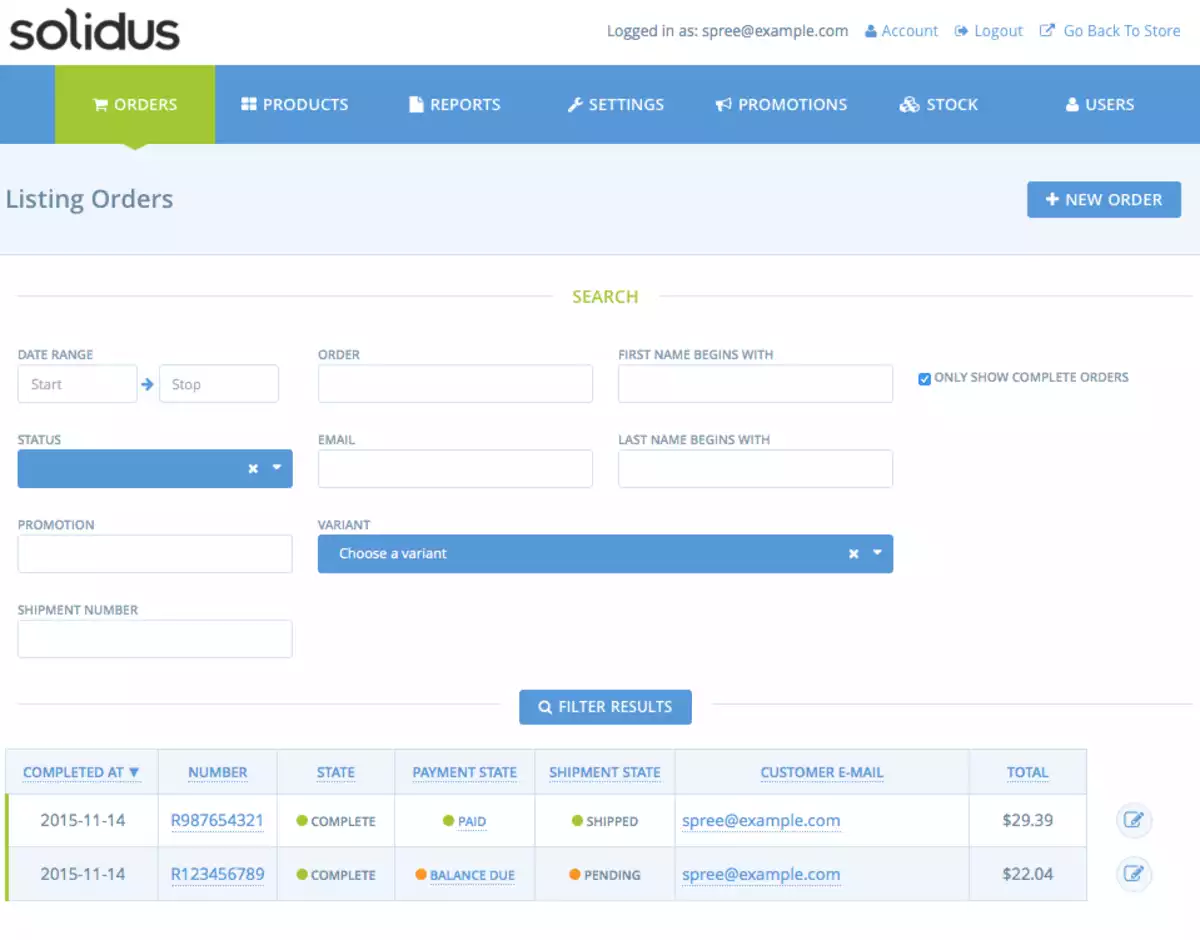 solidus
Logged in as: spree@example.com Account Logout Go Back To Store
ORDERS PRODUCTS REPORTS SETTINGS PROMOTIONS STOCK USERS
Listing Orders
NEW ORDER
SEARCH
DATE RANGE ORDER FIRST NAME BEGINS WITH
Start Stop ONLY SHOW COMPLETE ORDERS
STATUS EMAIL LAST NAME BEGINS WITH
PROMOTION VARIANT
Choose a variant
SHIPMENT NUMBER
FILTER RESULTS
COMPLETED AT ▼ NUMBER STATE PAYMENT STATE SHIPMENT STATE CUSTOMER E-MAIL TOTAL
2015-11-14 R987654321 COMPLETE PAID SHIPPED spree@example.com $29.39
2015-11-14 R123456789 COMPLETE BALANCE DUE PENDING spree@example.com $22.04